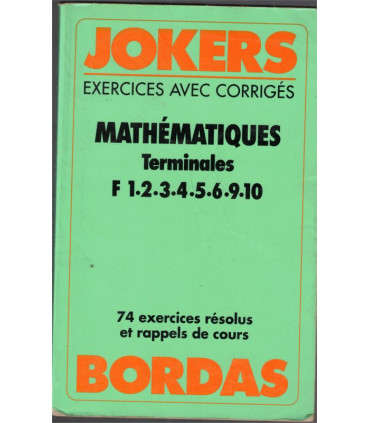 JOKERS
EXERCICES AVEC CORRIGÉS
MATHÉMATIQUES
Terminales
F 1.2.3.4.5.6.9.10
74 exercices résolus
et rappels de cours
BORDAS